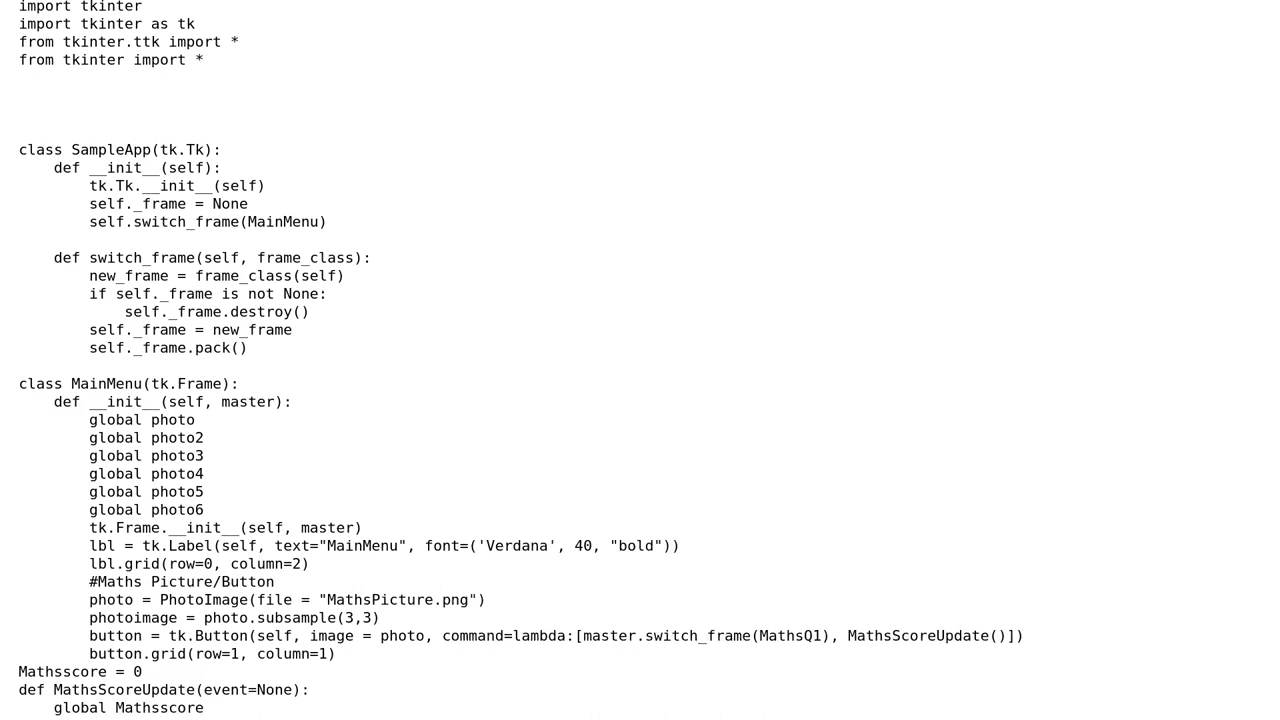 import tkinter
import tkinter as tk
from tkinter.ttk import *
from tkinter import *

class SampleApp(tk.Tk):
    def __init__(self):
        tk.Tk.__init__(self)
        self._frame = None
        self.switch_frame(MainMenu)

    def switch_frame(self, frame_class):
        new_frame = frame_class(self)
        if self._frame is not None:
            self._frame.destroy()
        self._frame = new_frame
        self._frame.pack()

class MainMenu(tk.Frame):
    def __init__(self, master):
        global photo
        global photo2
        global photo3
        global photo4
        global photo5
        global photo6
        tk.Frame.__init__(self, master)
        lbl = tk.Label(self, text="MainMenu", font=('Verdana', 40, "bold"))
        lbl.grid(row=0, column=2)
        #Maths Picture/Button
        photo = PhotoImage(file = "MathsPicture.png")
        photoimage = photo.subsample(3,3)
        button = tk.Button(self, image = photo, command=lambda:[master.switch_frame(MathsQ1), MathsScoreUpdate()])
        button.grid(row=1, column=1)
Mathsscore = 0
def MathsScoreUpdate(event=None):
    global Mathsscore